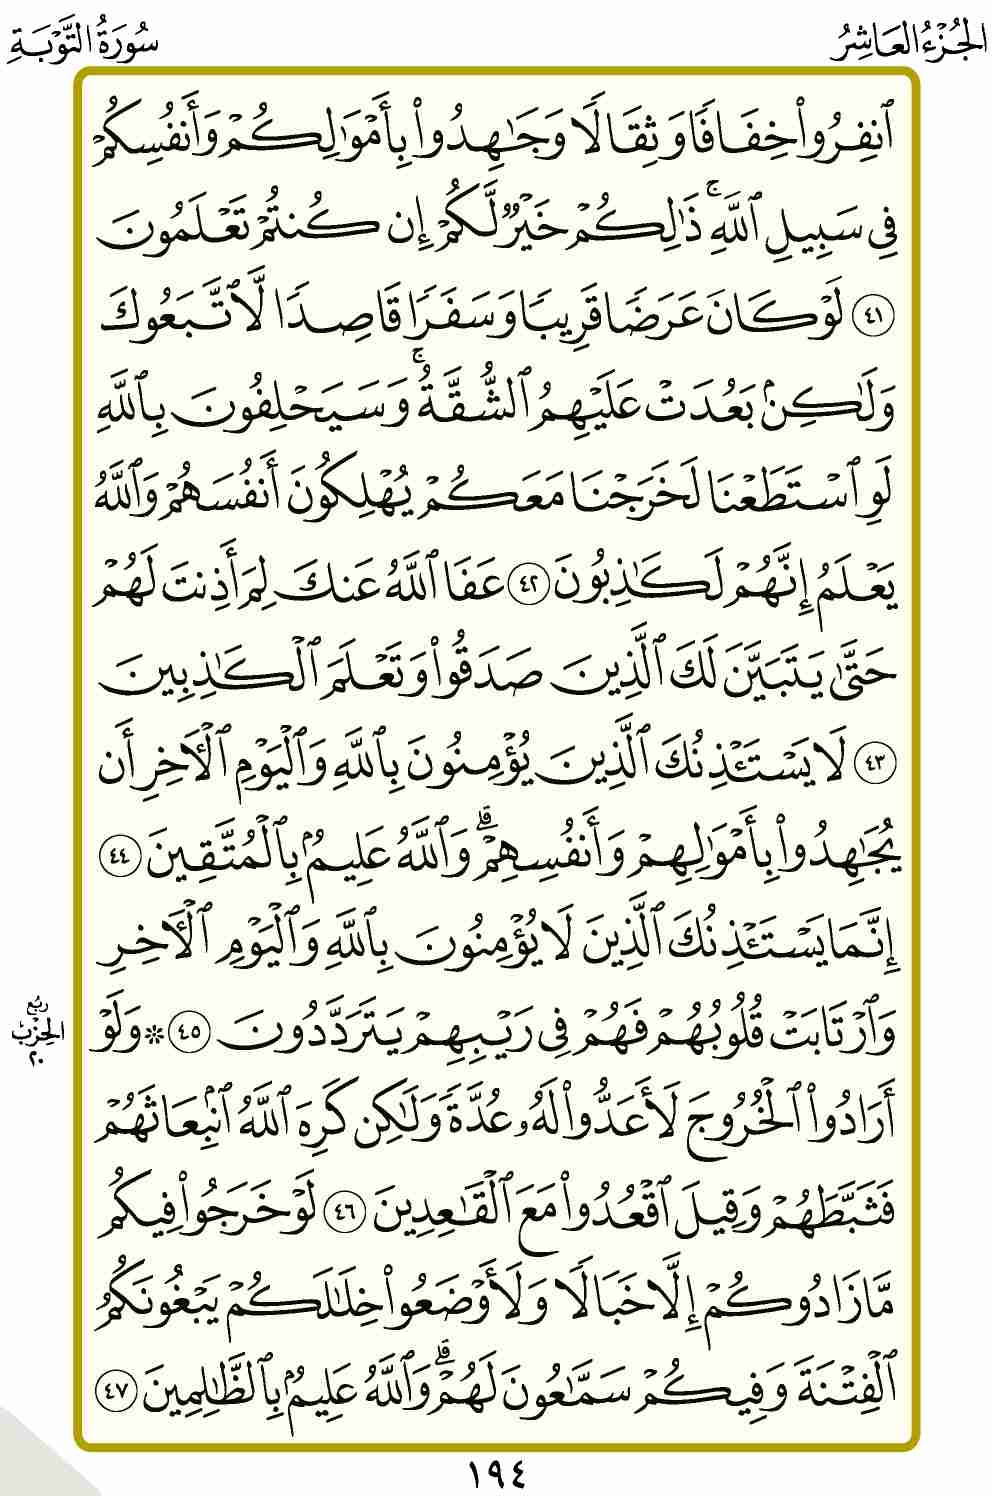 الجُزْءُ العَاشِرُ
سُورَةُ التَّوْبَةِ
ٱنفِرُواْ خِفَافًا وَثِقَالًا وَجَٰهِدُواْ بِأَمْوَٰلِكُمْ وَأَنفُسِكُمْ
فِي سَبِيلِ ٱللَّهِۚ ذَٰلِكُمْ خَيْرٌ لَّكُمْ إِن كُنتُمْ تَعْلَمُونَ
٤١ لَوْ كَانَ عَرَضًا قَرِيبًا وَسَفَرًا قَاصِدًا لَّٱتَّبَعُوكَ
وَلَٰكِنۢ بَعُدَتْ عَلَيْهِمُ ٱلشُّقَّةُۚ وَسَيَحْلِفُونَ بِٱللَّهِ
لَوِ ٱسْتَطَعْنَا لَخَرَجْنَا مَعَكُمْ يُهْلِكُونَ أَنفُسَهُمْ وَٱللَّهُ
يَعْلَمُ إِنَّهُمْ لَكَٰذِبُونَ ٤٢ عَفَا ٱللَّهُ عَنكَ لِمَ أَذِنتَ لَهُمْ
حَتَّىٰ يَتَبَيَّنَ لَكَ ٱلَّذِينَ صَدَقُواْ وَتَعْلَمَ ٱلْكَٰذِبِينَ
٤٣ لَا يَسْتَـْٔذِنُكَ ٱلَّذِينَ يُؤْمِنُونَ بِٱللَّهِ وَٱلْيَوْمِ ٱلْأٓخِرِ أَن
يُجَٰهِدُواْ بِأَمْوَٰلِهِمْ وَأَنفُسِهِمْۗ وَٱللَّهُ عَلِيمٌۢ بِٱلْمُتَّقِينَ ٤٤
إِنَّمَا يَسْتَـْٔذِنُكَ ٱلَّذِينَ لَا يُؤْمِنُونَ بِٱللَّهِ وَٱلْيَوْمِ ٱلْأٓخِرِ
وَٱرْتَابَتْ قُلُوبُهُمْ فَهُمْ فِي رَيْبِهِمْ يَتَرَدَّدُونَ ٤٥ ۞ وَلَوْ
رُبْعُ
الحِزْبِ
٢٠
أَرَادُواْ ٱلْخُرُوجَ لَأَعَدُّواْ لَهُۥ عُدَّةً وَلَٰكِن كَرِهَ ٱللَّهُ ٱنۢبِعَاثَهُمْ
فَثَبَّطَهُمْ وَقِيلَ ٱقْعُدُواْ مَعَ ٱلْقَٰعِدِينَ ٤٦ لَوْ خَرَجُواْ فِيكُم
مَّا زَادُوكُمْ إِلَّا خَبَالًا وَلَأَوْضَعُواْ خِلَٰلَكُمْ يَبْغُونَكُمُ
ٱلْفِتْنَةَ وَفِيكُمْ سَمَّٰعُونَ لَهُمْۗ وَٱللَّهُ عَلِيمٌۢ بِٱلظَّٰلِمِينَ ٤٧
١٩٤